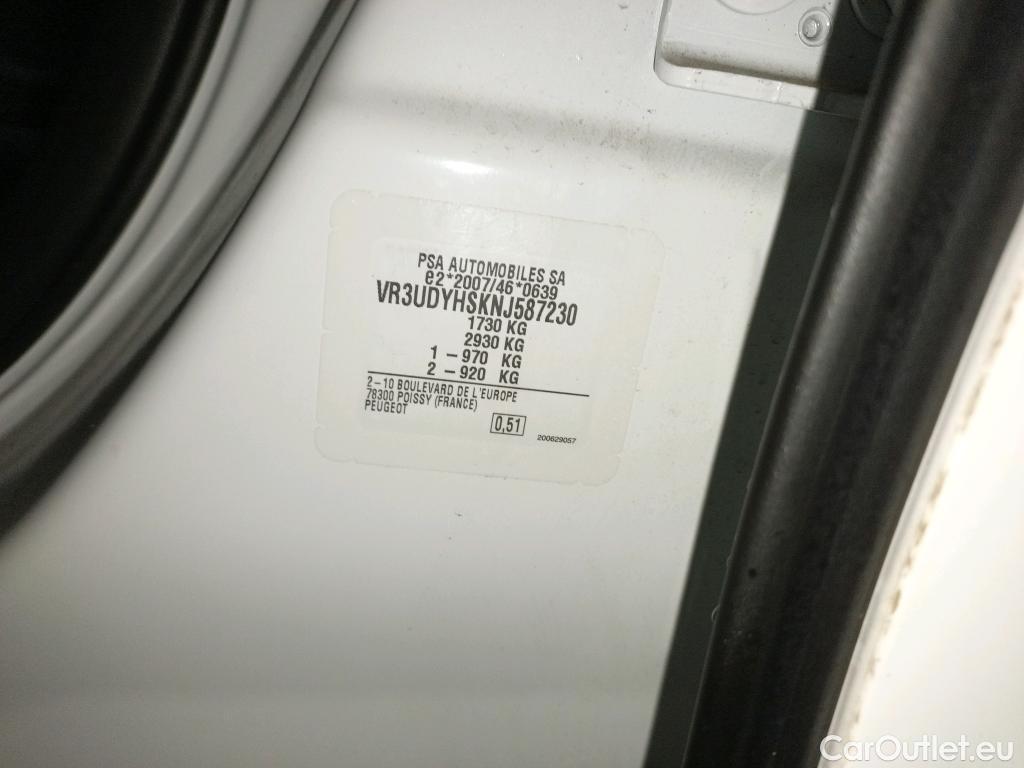 PSA AUTOMOBILES SA
e2*2007/46*0639
VR3UDYHSKNJ587230
1730 KG
2930 KG
1 – 970 KG
2 – 920 KG
2–10 BOULEVARD DE L'EUROPE
78300 POISSY (FRANCE)
PEUGEOT
0,51
200629057
CarOutlet.eu